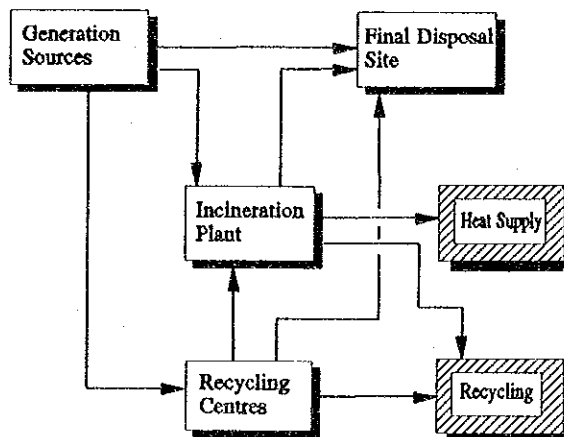 Generation
Sources
Final Disposal
Site
Incineration
Plant
Heat Supply
Recycling
Centres
Recycling